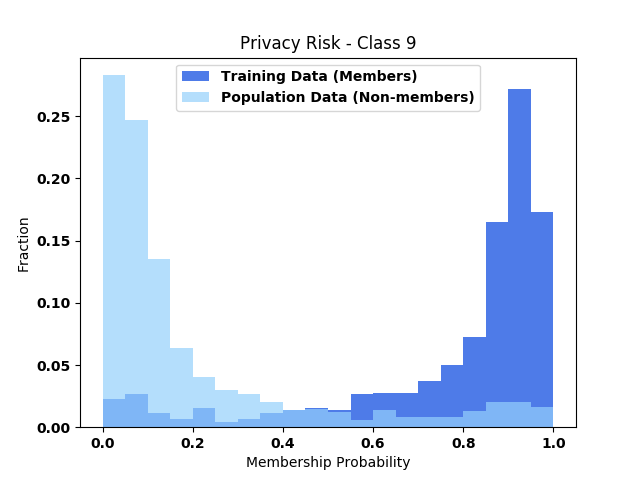 Privacy Risk - Class 9
Training Data (Members)
Population Data (Non-members)
Fraction
0.25
0.20
0.15
0.10
0.05
0.00
0.0 0.2 0.4 0.6 0.8 1.0
Membership Probability